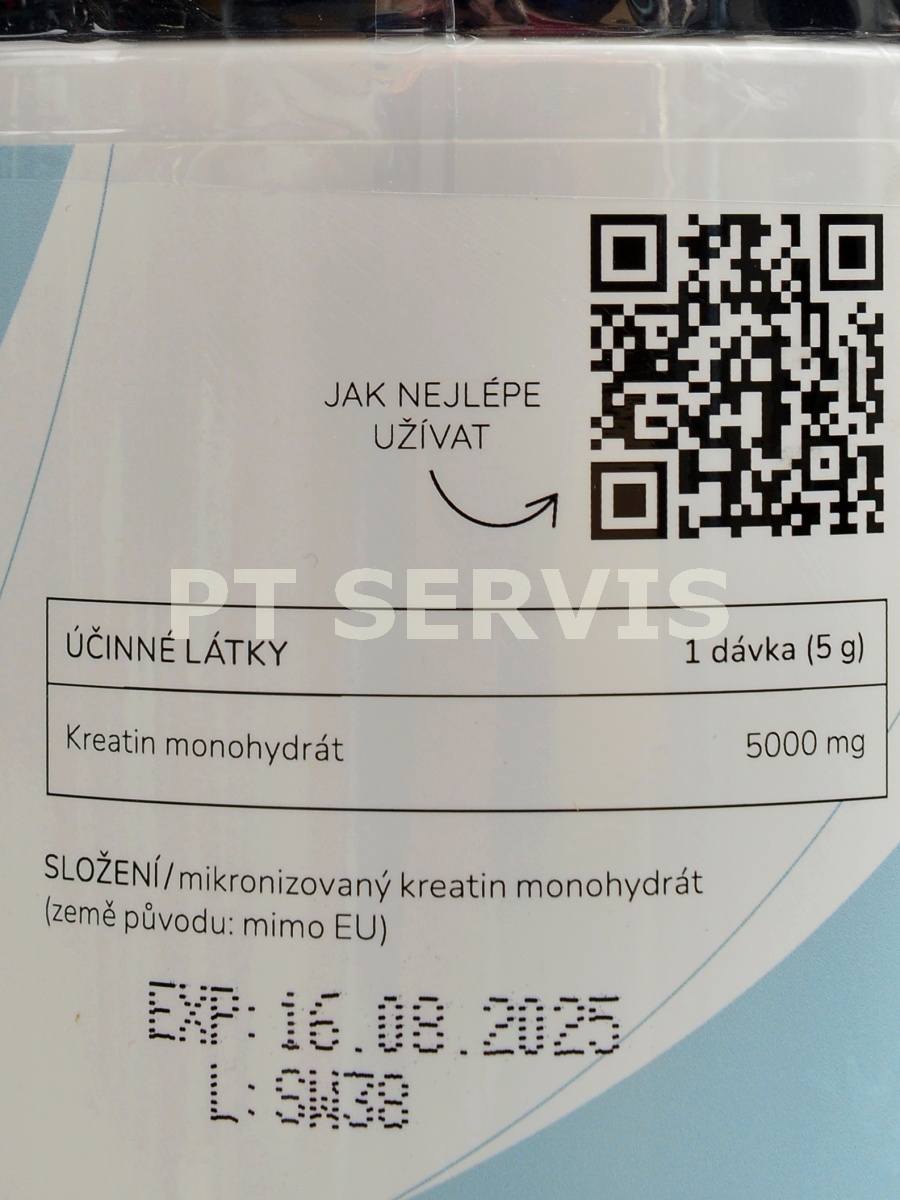 JAK NEJLÉPE
UŽÍVAT
PT SERVIS
ÚČINNÉ LÁTKY 1 dávka (5 g)
Kreatin monohydrát 5000 mg
SLOŽENÍ/mikronizovaný kreatin monohydrát
(země původu: mimo EU)
EXP: 16.08.2025
L: SW38